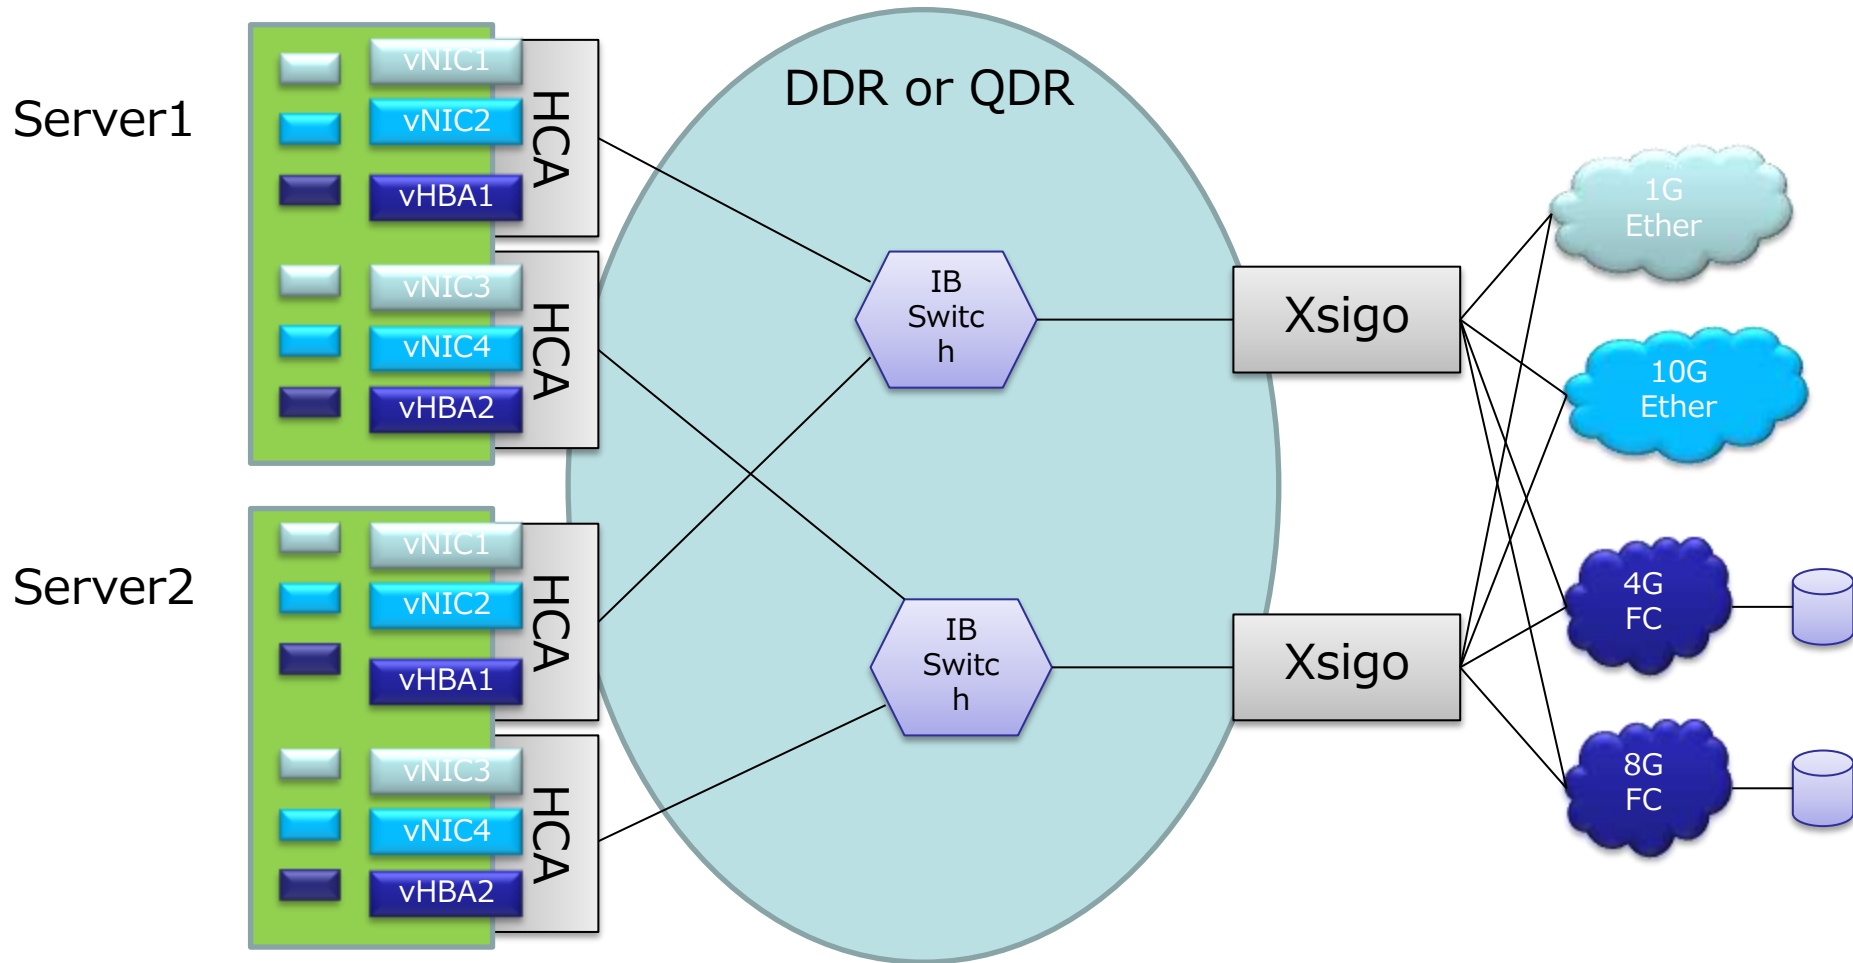 Server1
vNIC1
vNIC2
vHBA1
HCA
vNIC3
vNIC4
vHBA2
HCA
Server2
vNIC1
vNIC2
vHBA1
HCA
vNIC3
vNIC4
vHBA2
HCA
DDR or QDR
IB
Switc
h
IB
Switc
h
Xsigo
Xsigo
1G
Ether
10G
Ether
4G
FC
8G
FC